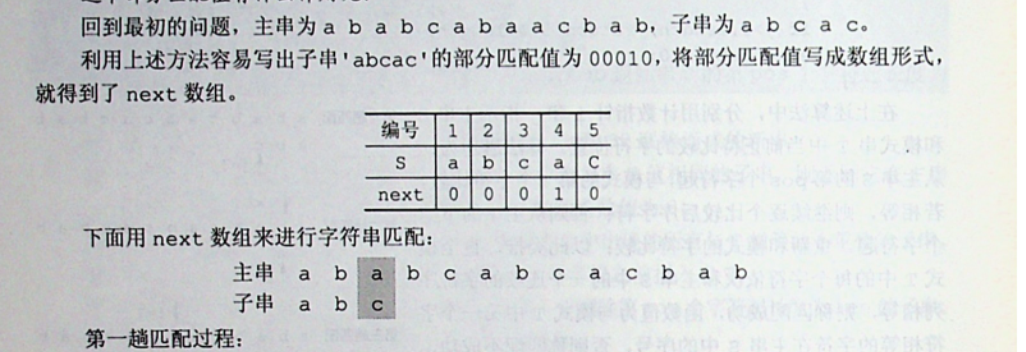 回到最初的问题，主串为 a b a b c a b a a c b a b，子串为 a b c a c。
利用上述方法容易写出子串'abcac'的部分匹配值为 00010，将部分匹配值写成数组形式，
就得到了 next 数组。
编号 1 2 3 4 5
S a b c a C
next 0 0 0 1 0
下面用 next 数组来进行字符串匹配：
主串 a b a b c a b c a c b a b
子串 a b c
第一趟匹配过程：